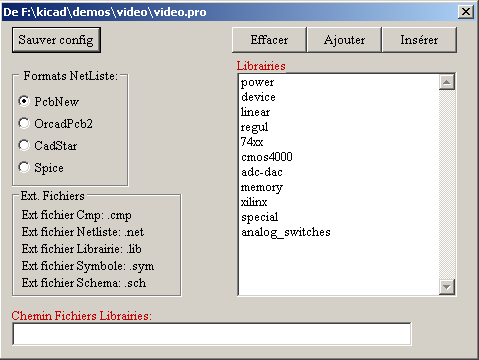 De F:\kicad\demos\video\video.pro
Sauver config
Effacer
Ajouter
Insérer
Formats NetListe:
PcbNew
OrcadPcb2
CadStar
Spice
Ext. Fichiers
Ext fichier Cmp: .cmp
Ext fichier Netliste: .net
Ext fichier Librairie: .lib
Ext fichier Symbole: .sym
Ext fichier Schema: .sch
Librairies
power
device
linear
regul
74xx
cmos4000
adc-dac
memory
xilinx
special
analog_switches
Chemin Fichiers Librairies: